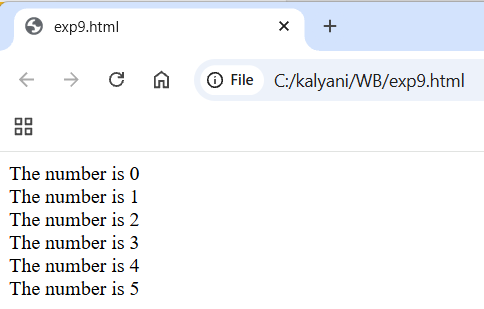 exp9.html
File C:/kalyani/WB/exp9.html
The number is 0
The number is 1
The number is 2
The number is 3
The number is 4
The number is 5